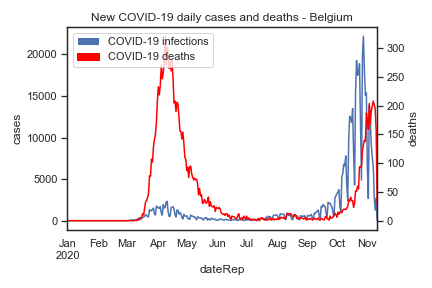 New COVID-19 daily cases and deaths - Belgium
COVID-19 infections
COVID-19 deaths
20000
15000
10000
5000
0
cases
300
250
200
150
100
50
0
deaths
Jan Feb Mar Apr May Jun Jul Aug Sep Oct Nov
2020
dateRep